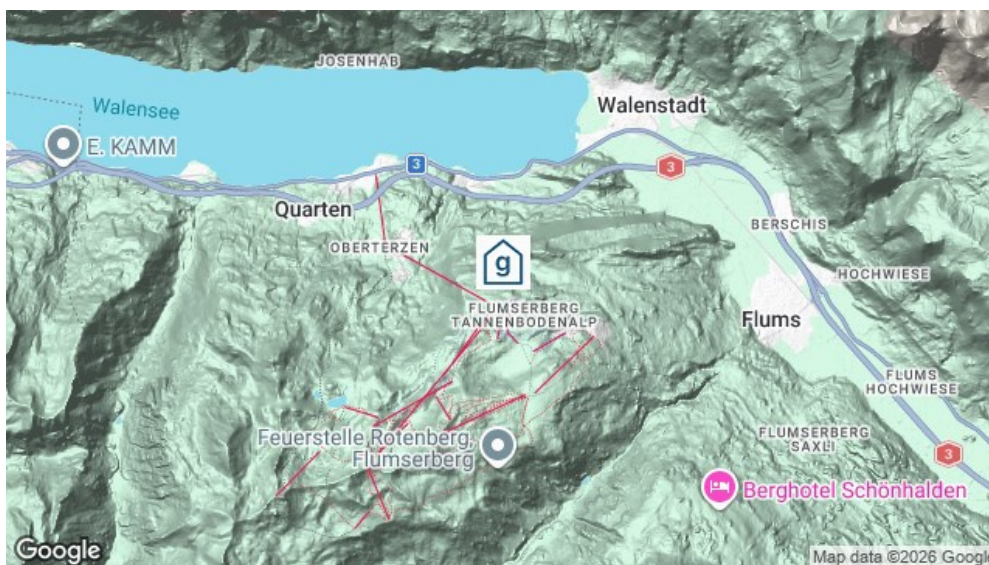 JOSENHAB
Walensee
Walenstadt
E. KAMM
3
3
Quarten
BERSCHIS
OBERTERZEN
g
HOCHWIESE
FLUMSERBERG
TANNENBODENALP
Flums
FLUMS
HOCHWIESE
Feuerstelle Rotenberg,
Flumserberg
FLUMSERBERG
SAXLI
3
Berghotel Schönhalden
Google
Map data ©2026 Google